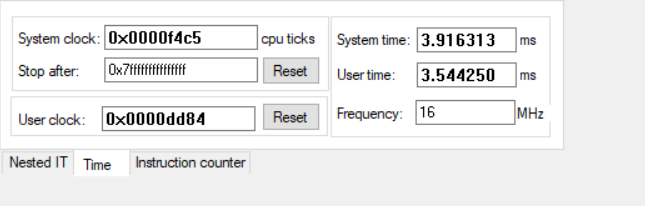 System clock: 0x0000f4c5 cpu ticks System time: 3.916313 ms
Stop after: 0x7fffffffffffffff Reset User time: 3.544250 ms
User clock: 0x0000dd84 Reset Frequency: 16 MHz
Nested IT Time Instruction counter